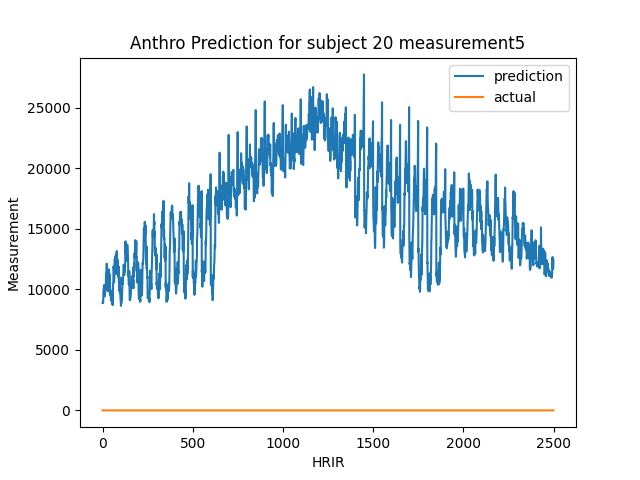 Anthro Prediction for subject 20 measurement5
prediction
actual
25000
20000
15000
10000
5000
0
Measurement
0 500 1000 1500 2000 2500
HRIR